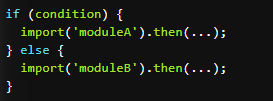 if (condition) {
  import('moduleA').then(...);
} else {
  import('moduleB').then(...);
}